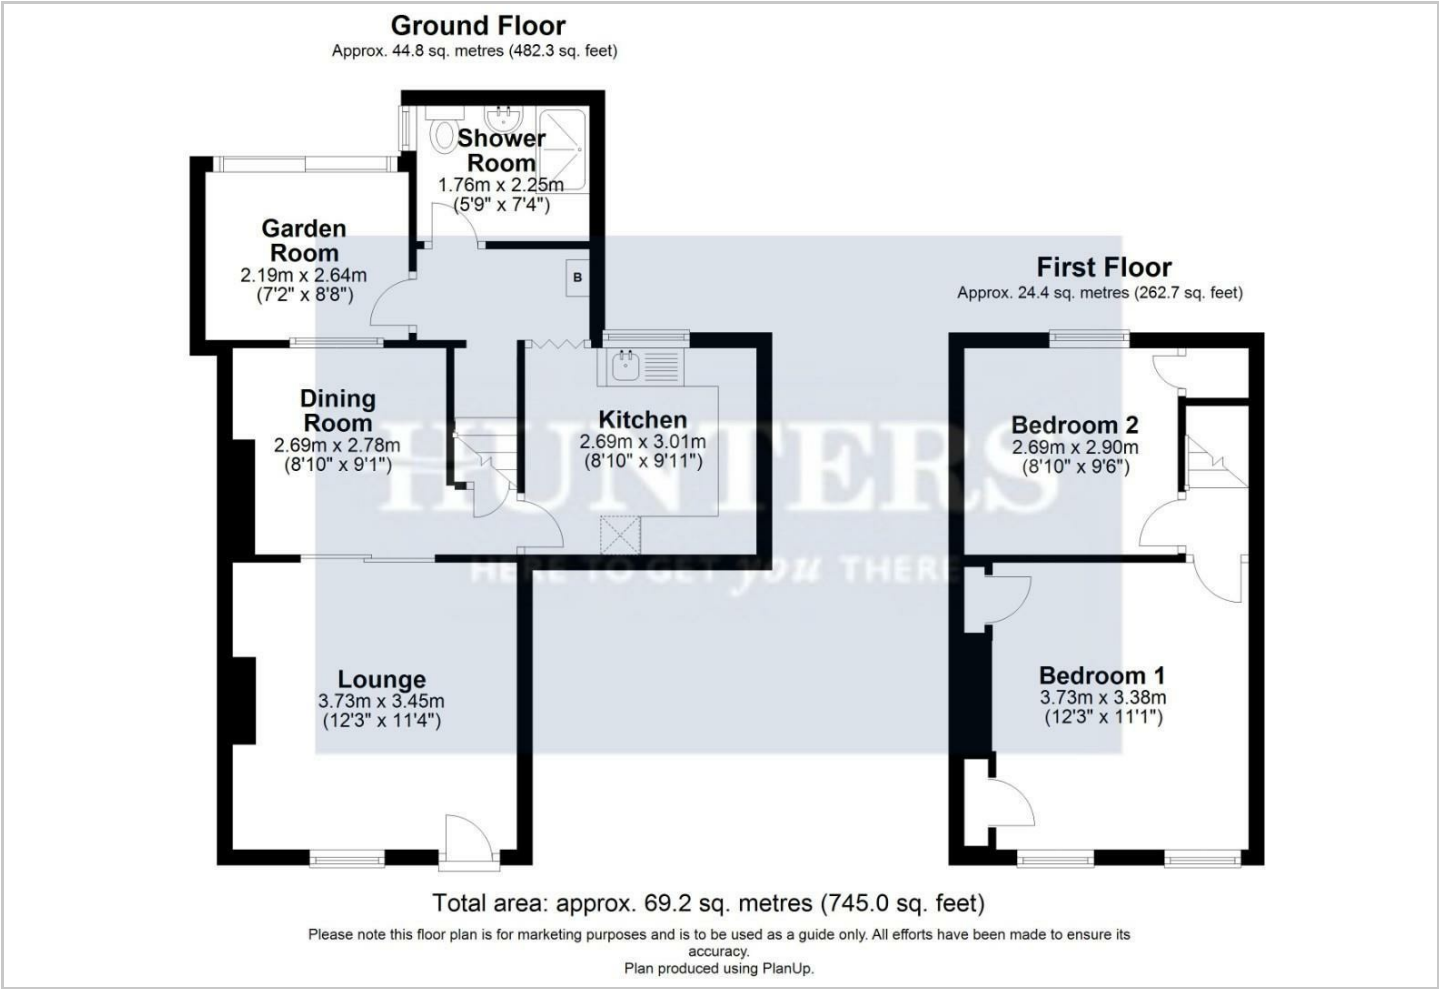 Ground Floor
Approx. 44.8 sq. metres (482.3 sq. feet)
Shower
Room
1.76m x 2.25m
(5'9" x 7'4")
Garden
Room
2.19m x 2.64m
(7'2" x 8'8")
B
Dining
Room
2.69m x 2.78m
(8'10" x 9'1")
Kitchen
2.69m x 3.01m
(8'10" x 9'11")
Lounge
3.73m x 3.45m
(12'3" x 11'4")
First Floor
Approx. 24.4 sq. metres (262.7 sq. feet)
Bedroom 2
2.69m x 2.90m
(8'10" x 9'6")
Bedroom 1
3.73m x 3.38m
(12'3" x 11'1")
HUNTERS
HERE TO GET you THERE
Total area: approx. 69.2 sq. metres (745.0 sq. feet)
Please note this floor plan is for marketing purposes and is to be used as a guide only. All efforts have been made to ensure its
accuracy.
Plan produced using PlanUp.